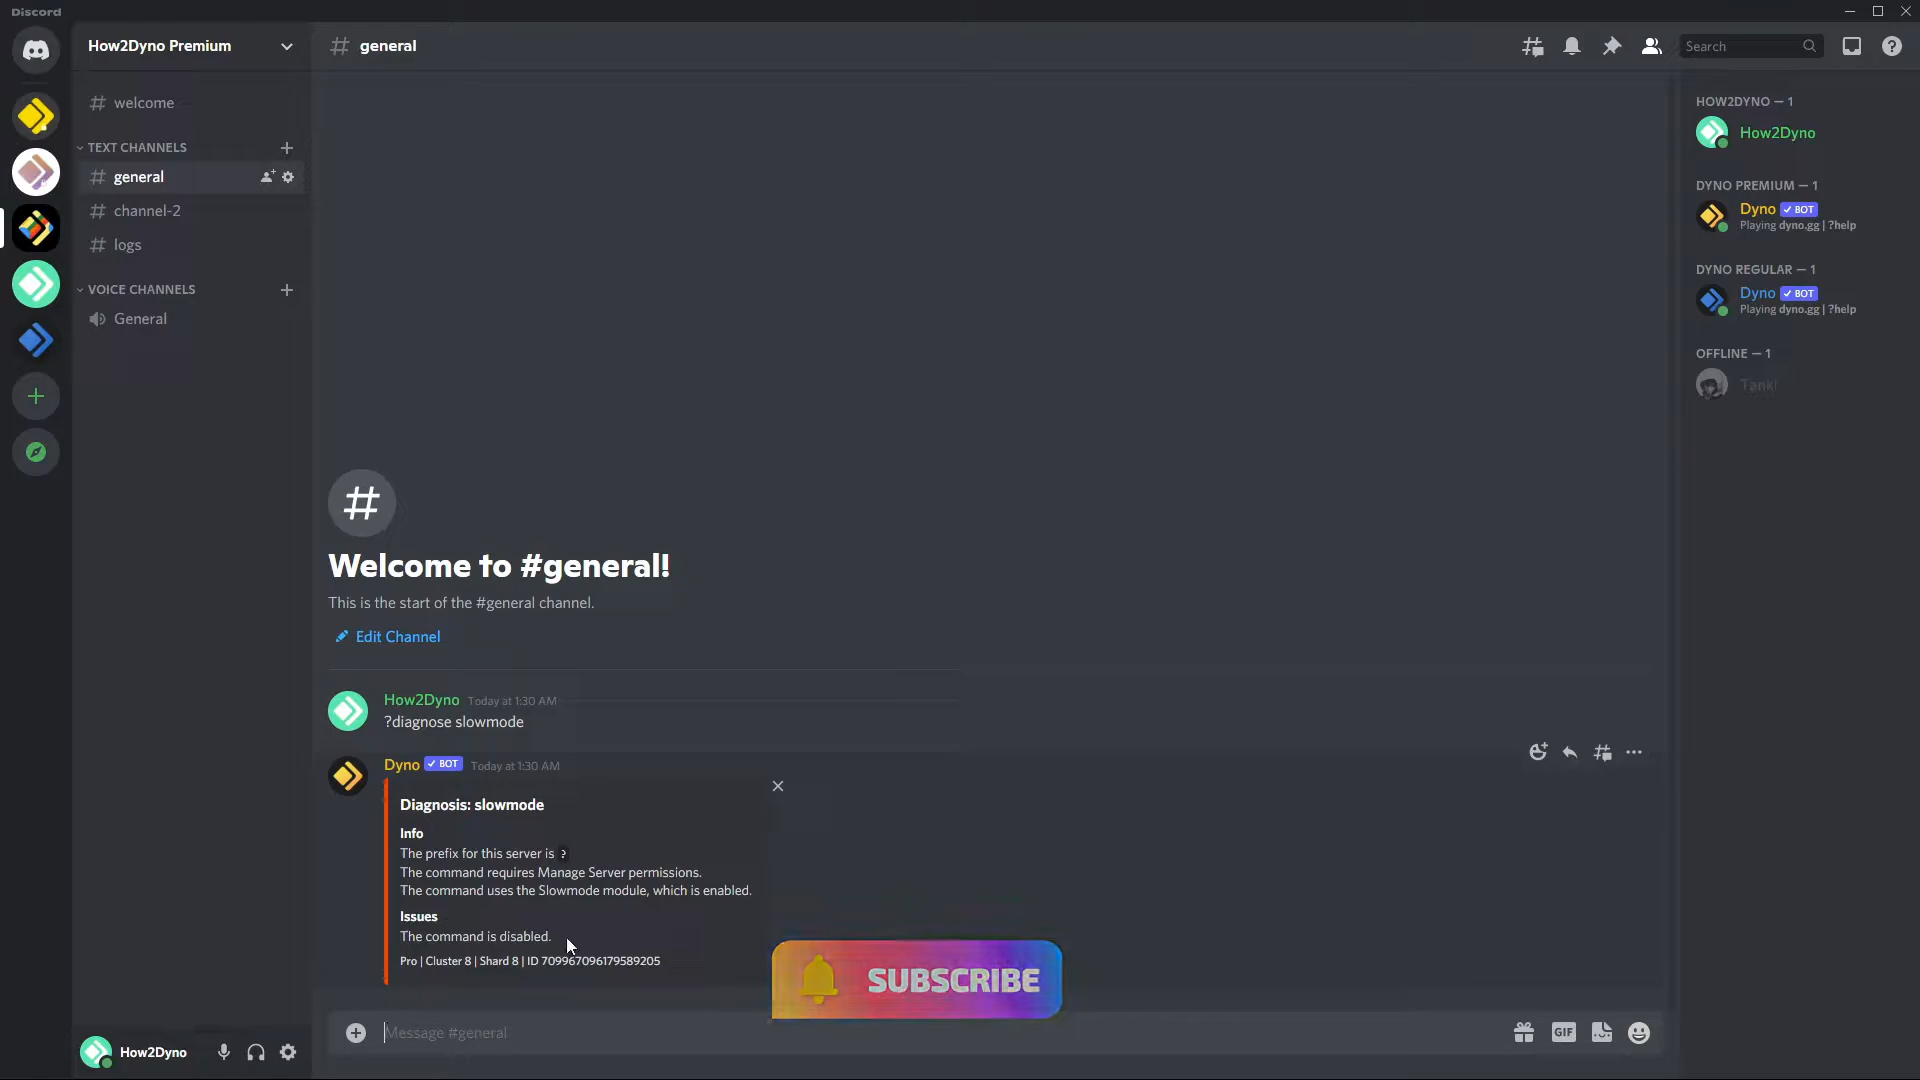 Discord
How2Dyno Premium
general
Search
welcome
TEXT CHANNELS
general
channel-2
logs
VOICE CHANNELS
General
Welcome to #general!
This is the start of the #general channel.
Edit Channel
How2Dyno Today at 1:30 AM
?diagnose slowmode
Dyno BOT Today at 1:30 AM
Diagnosis: slowmode
Info
The prefix for this server is ?
The command requires Manage Server permissions.
The command uses the Slowmode module, which is enabled.
Issues
The command is disabled.
Pro | Cluster 8 | Shard 8 | ID 709967096179589205
SUBSCRIBE
Message #general
GIF
How2Dyno
HOW2DYNO — 1
How2Dyno
DYNO PREMIUM — 1
Dyno BOT
Playing dyno.gg | ?help
DYNO REGULAR — 1
Dyno BOT
Playing dyno.gg | ?help
OFFLINE — 1